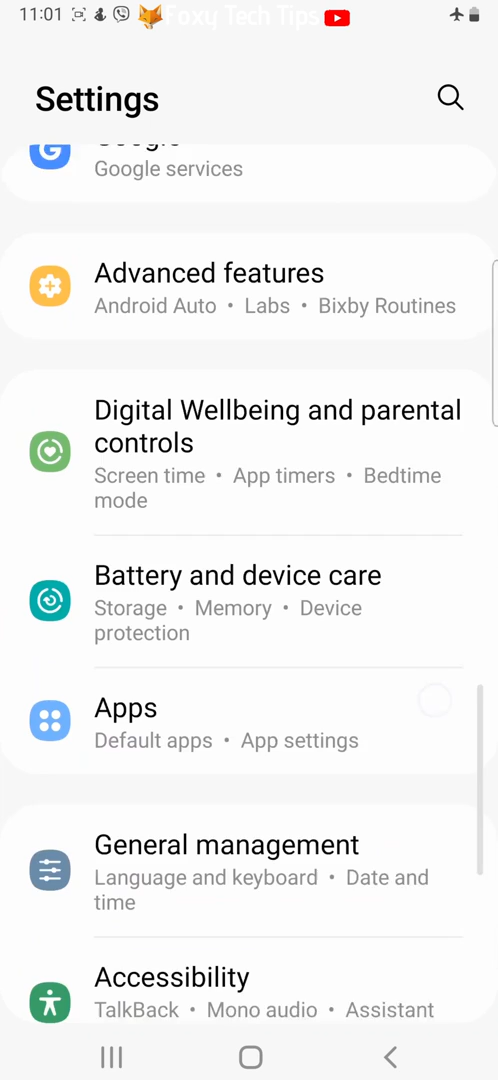 11:01
Foxy Tech Tips
Settings
Google
Google services
Advanced features
Android Auto • Labs • Bixby Routines
Digital Wellbeing and parental
controls
Screen time • App timers • Bedtime
mode
Battery and device care
Storage • Memory • Device
protection
Apps
Default apps • App settings
General management
Language and keyboard • Date and
time
Accessibility
TalkBack • Mono audio • Assistant